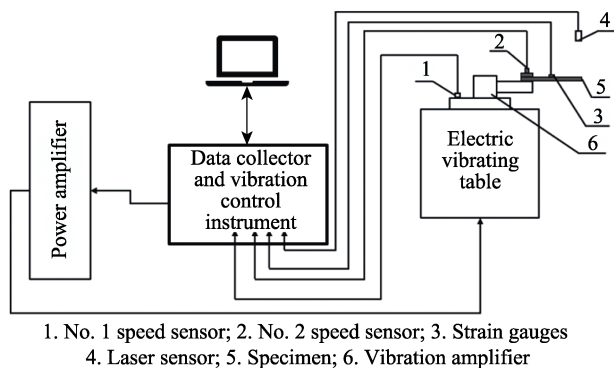 4
2
1
5
3
6
Power amplifier
Data collector
and vibration
control
instrument
Electric
vibrating
table
1. No. 1 speed sensor; 2. No. 2 speed sensor; 3. Strain gauges
4. Laser sensor; 5. Specimen; 6. Vibration amplifier